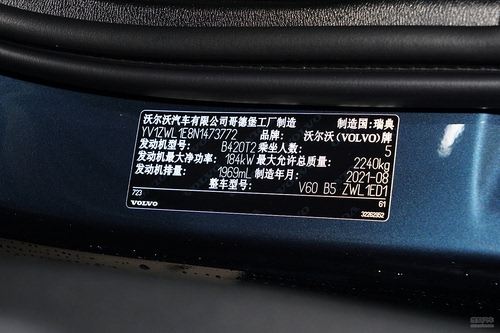 沃尔沃汽车有限公司哥德堡工厂制造 制造国:瑞典
YV1ZWL1E8N1473772 品牌: 沃尔沃(VOLVO)牌
发动机型号: B420T2 乘坐人数: 5
发动机最大净功率: 184kW 最大允许总质量: 2240kg
发动机排量: 1969mL 制造年月: 2021-08
整车型号: V60 B5 ZWL1ED1
723 61
VOLVO 32262952